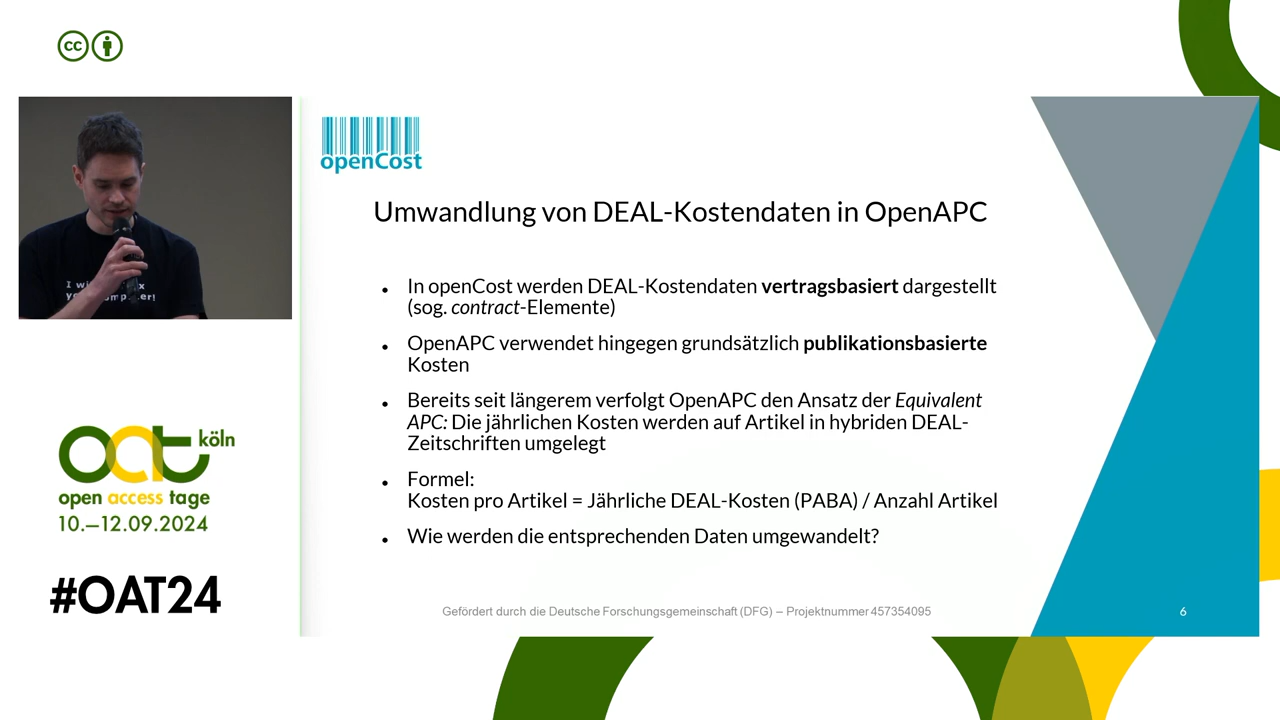 cc
I
openCost
Umwandlung von DEAL-Kostendaten in OpenAPC
In openCost werden DEAL-Kostendaten vertragsbasiert dargestellt
(sog. contract-Elemente)
OpenAPC verwendet hingegen grundsätzlich publikationsbasierte
Kosten
Bereits seit längerem verfolgt OpenAPC den Ansatz der Equivalent
APC: Die jährlichen Kosten werden auf Artikel in hybriden DEAL-
Zeitschriften umgelegt
Formel:
Kosten pro Artikel = Jährliche DEAL-Kosten (PABA) / Anzahl Artikel
Wie werden die entsprechenden Daten umgewandelt?
Gefördert durch die Deutsche Forschungsgemeinschaft (DFG) – Projektnummer 457354095
6
oat köln
open access tage
10.–12.09.2024
#OAT24